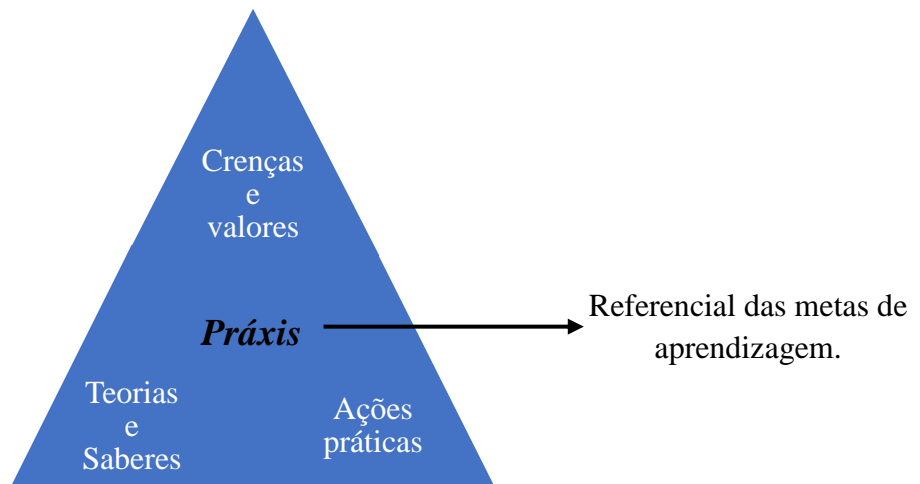 Crenças
e
valores
Práxis
Referencial das metas de
aprendizagem.
Teorias
e
Saberes
Ações
práticas